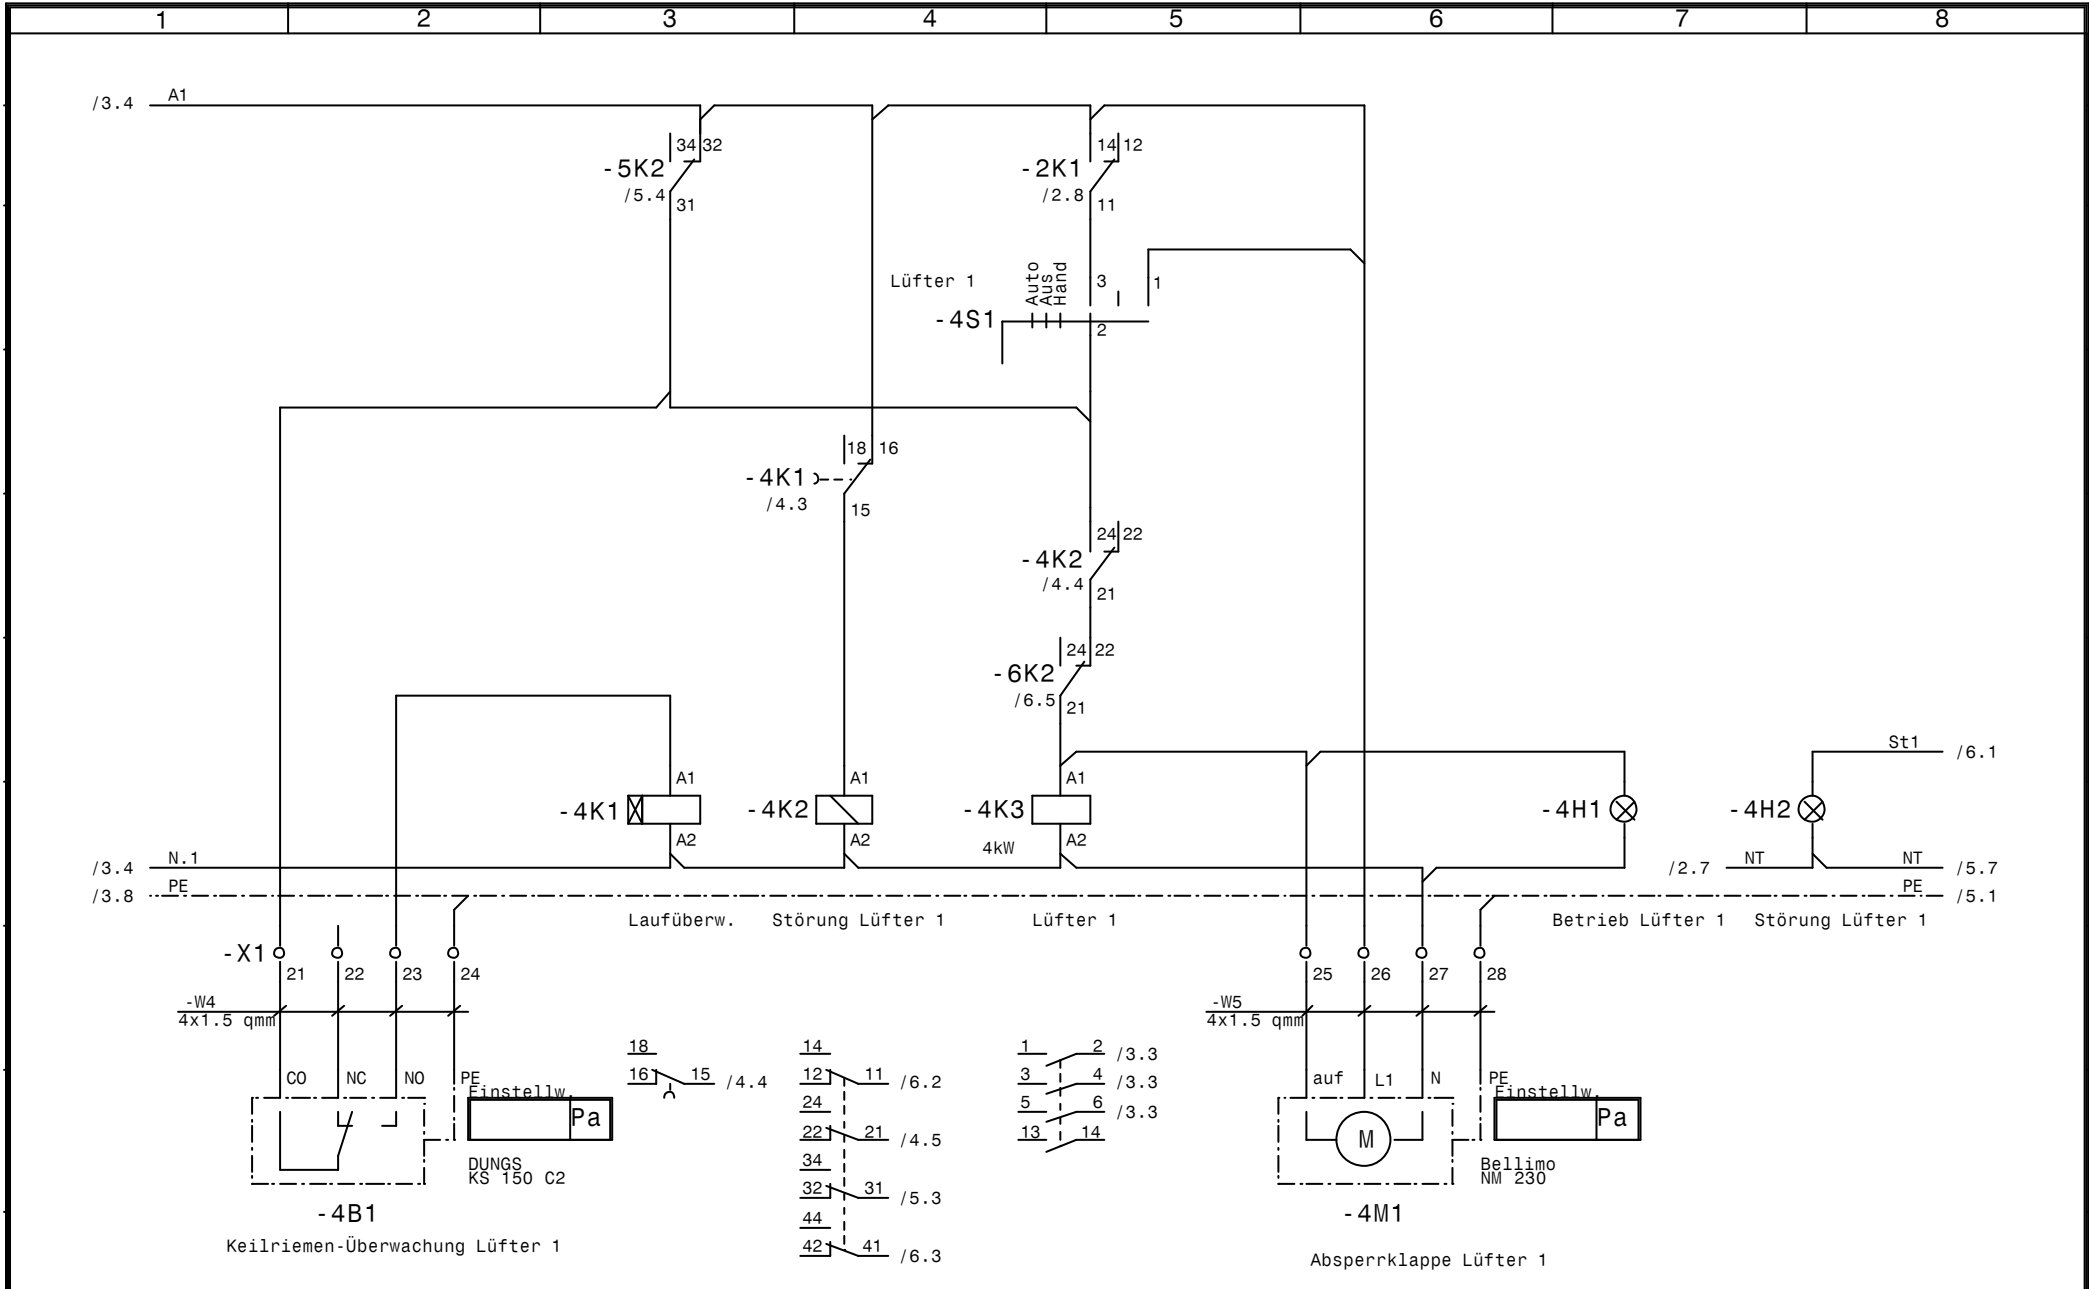 1 2 3 4 5 6 7 8
/3.4 A1
34 32 14 12
-5K2 -2K1
/5.4 31 /2.8 11
Lüfter 1 Auto Aus Hand 3 1
-4S1 2
18 16
-4K1
/4.3 15
24 22
-4K2
/4.4 21
24 22
-6K2
/6.5 21
St1 /6.1
A1 A1 A1
-4K1 -4K2 -4K3 -4H1 -4H2
A2 A2 4kW A2
/3.4 N.1 /2.7 NT NT /5.7
/3.8 PE PE /5.1
Laufüberw. Störung Lüfter 1 Lüfter 1 Betrieb Lüfter 1 Störung Lüfter 1
-X1
21 22 23 24 25 26 27 28
-W4 -W5
4x1.5 qmm 4x1.5 qmm
18 14 1 2 /3.3
16 15 /4.4 12 11 /6.2 3 4 /3.3
24 5 6 /3.3
22 21 /4.5 13 14
34
32 31 /5.3
44
42 41 /6.3
CO NC NO PE auf L1 N PE
Einstellw. Einstellw.
Pa M Pa
DUNGS Bellimo
KS 150 C2 NM 230
-4B1 -4M1
Keilriemen-Überwachung Lüfter 1 Absperrklappe Lüfter 1